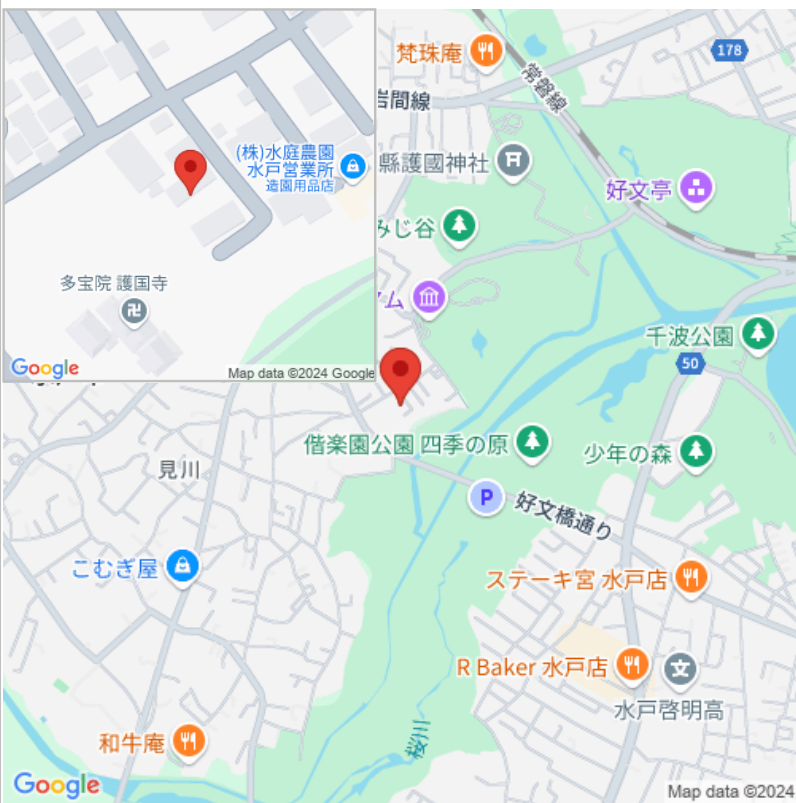 (株)水庭農園
水戸営業所
造園用品店
多宝院 護国寺
Google
Map data ©2024 Google
梵珠庵
178
岩間線
常磐線
縣護國神社
好文亭
みじ谷
ム
千波公園
50
偕楽園公園 四季の原
少年の森
見川
P
好文橋通り
こむぎ屋
ステーキ宮 水戸店
R Baker 水戸店
文
水戸啓明高
和牛庵
桜川
Google
Map data ©2024